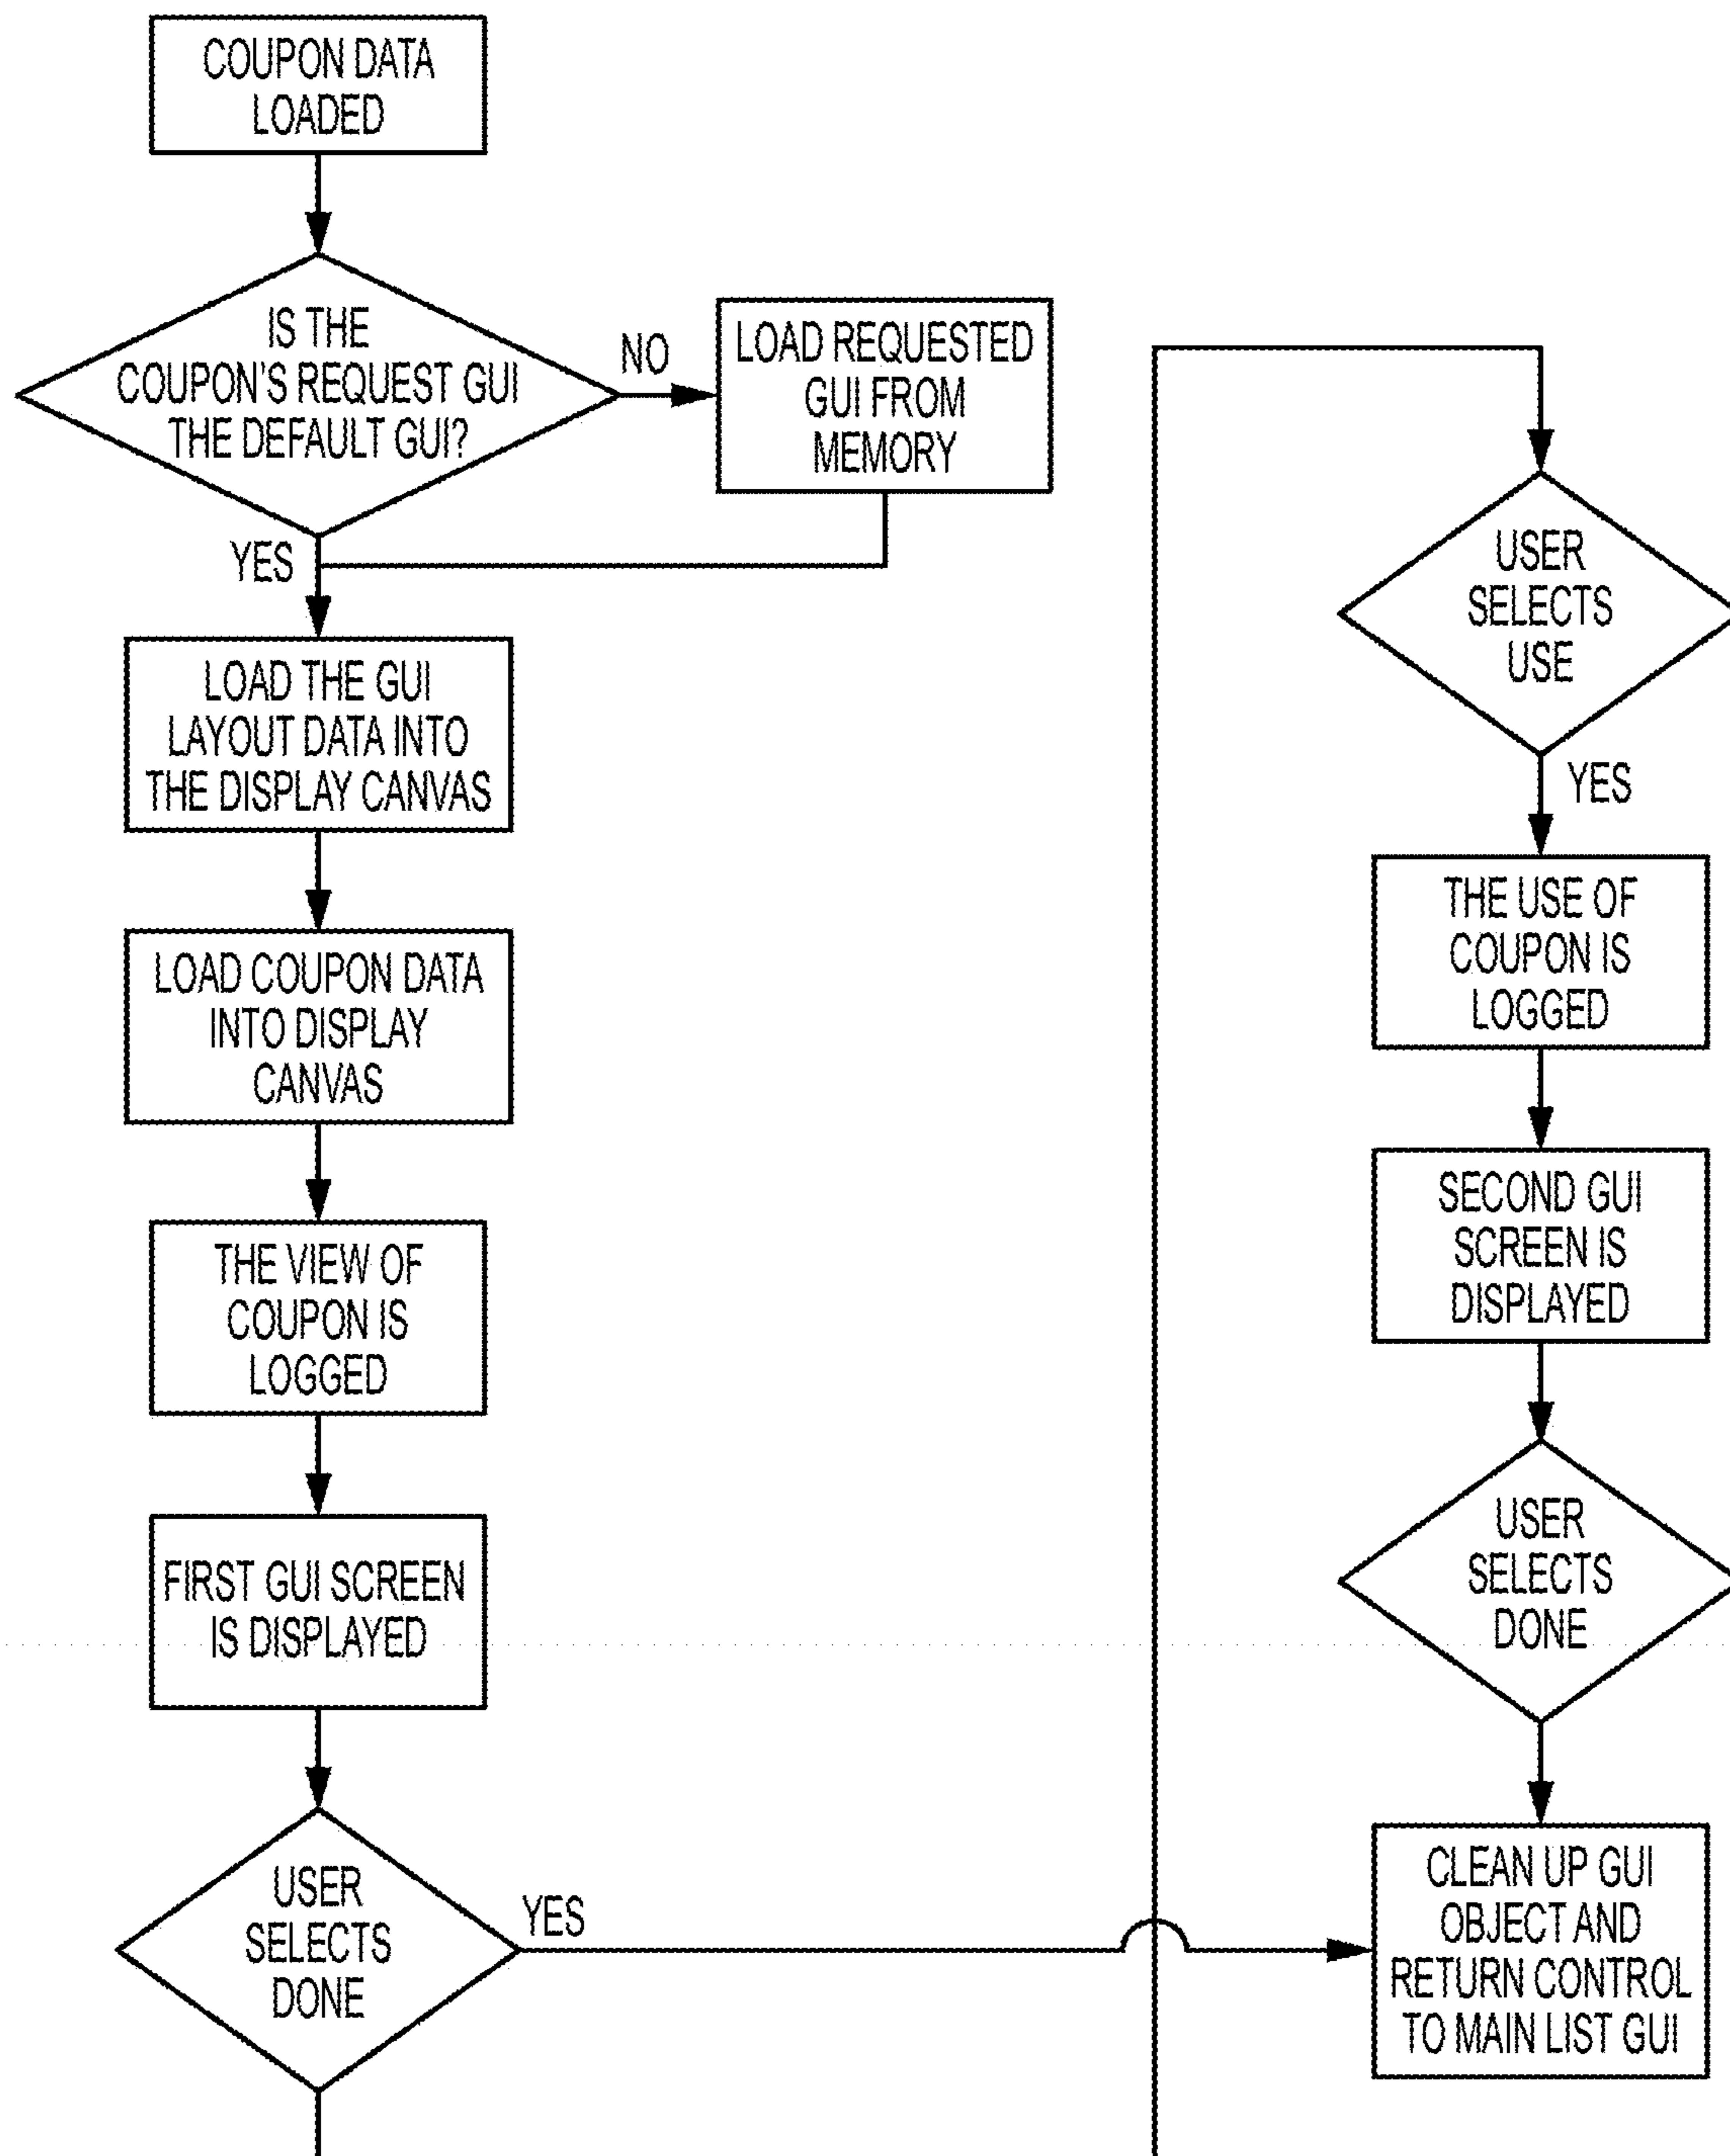 COUPON DATA
LOADED
IS THE
COUPON'S REQUEST GUI
THE DEFAULT GUI?
NO
LOAD REQUESTED
GUI FROM
MEMORY
YES
LOAD THE GUI
LAYOUT DATA INTO
THE DISPLAY CANVAS
LOAD COUPON DATA
INTO DISPLAY
CANVAS
THE VIEW OF
COUPON IS
LOGGED
FIRST GUI SCREEN
IS DISPLAYED
USER
SELECTS
DONE
YES
USER
SELECTS
USE
YES
THE USE OF
COUPON IS
LOGGED
SECOND GUI
SCREEN IS
DISPLAYED
USER
SELECTS
DONE
CLEAN UP GUI
OBJECT AND
RETURN CONTROL
TO MAIN LIST GUI